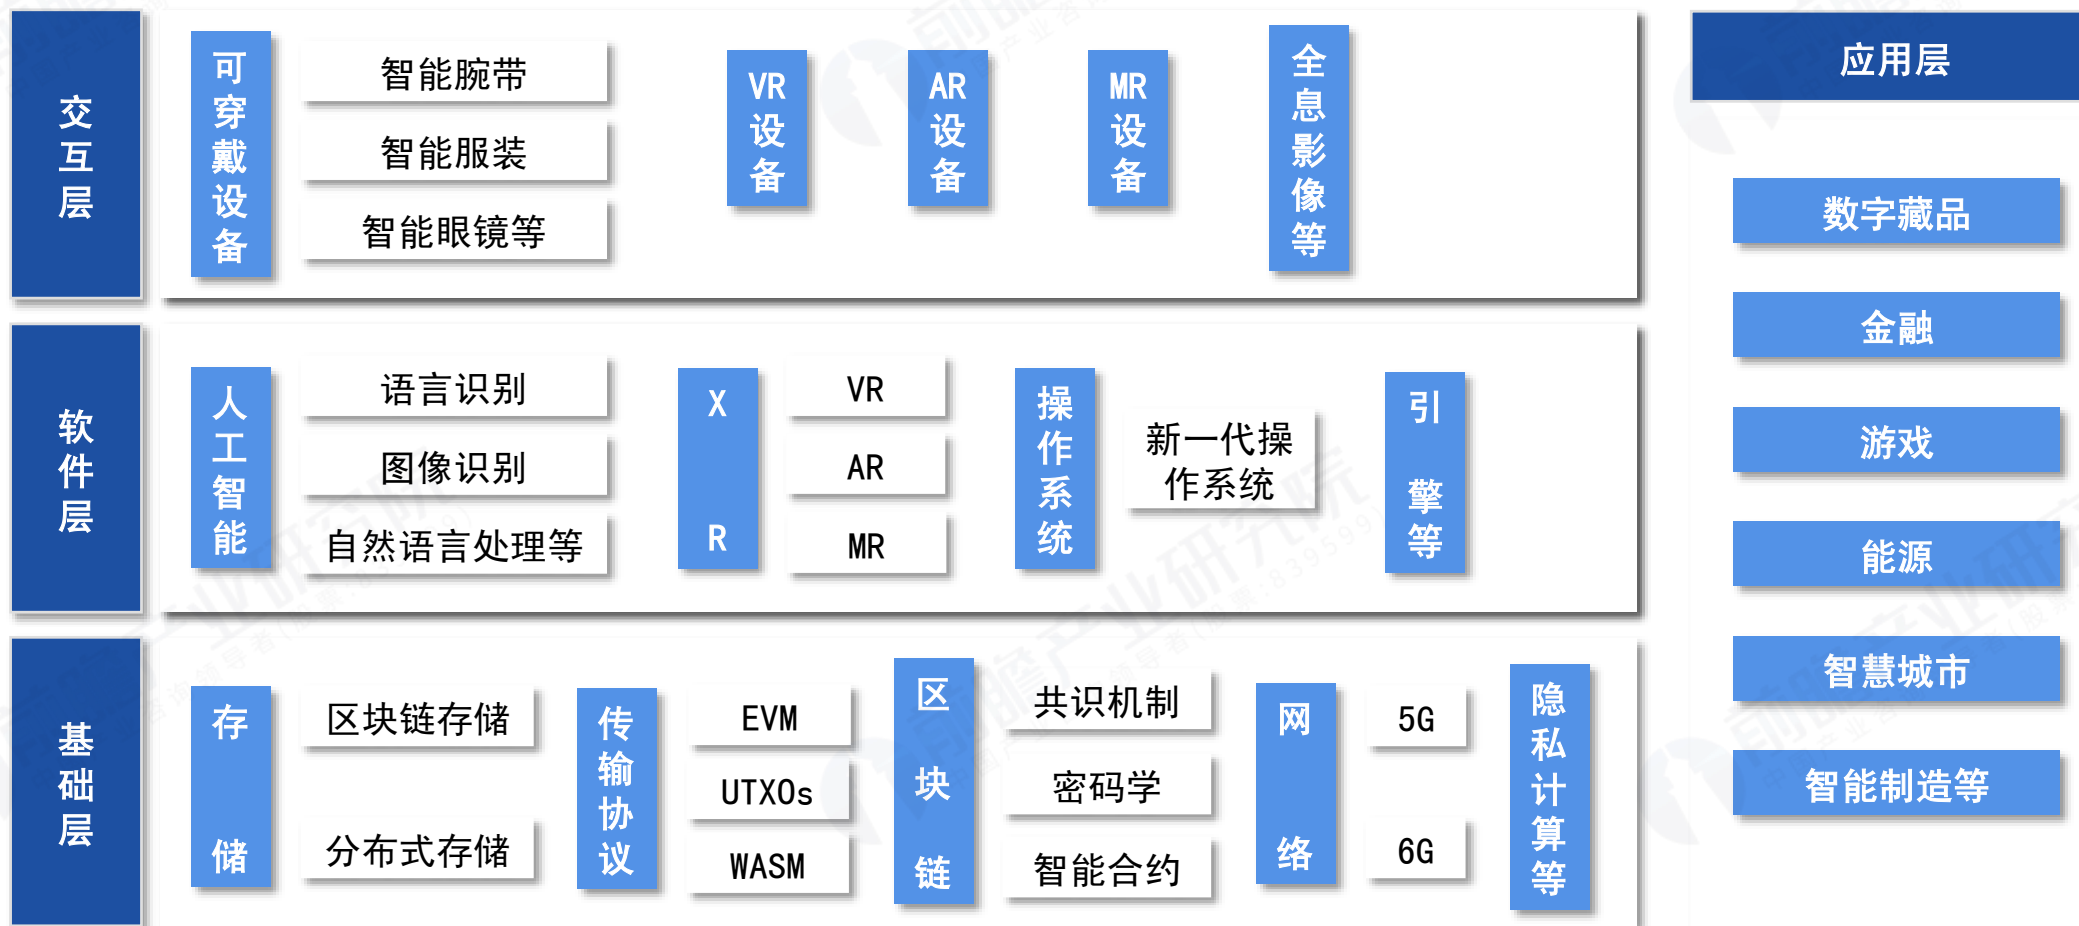 交互层
可穿戴设备
智能腕带
智能服装
智能眼镜等
VR设备
AR设备
MR设备
全息影像等
软件层
人工智能
语言识别
图像识别
自然语言处理等
XR
VR
AR
MR
操作系统
新一代操
作系统
引擎等
基础层
存储
区块链存储
分布式存储
传输协议
EVM
UTXOs
WASM
区块链
共识机制
密码学
智能合约
网络
5G
6G
隐私计算等
应用层
数字藏品
金融
游戏
能源
智慧城市
智能制造等
前瞻产业研究院